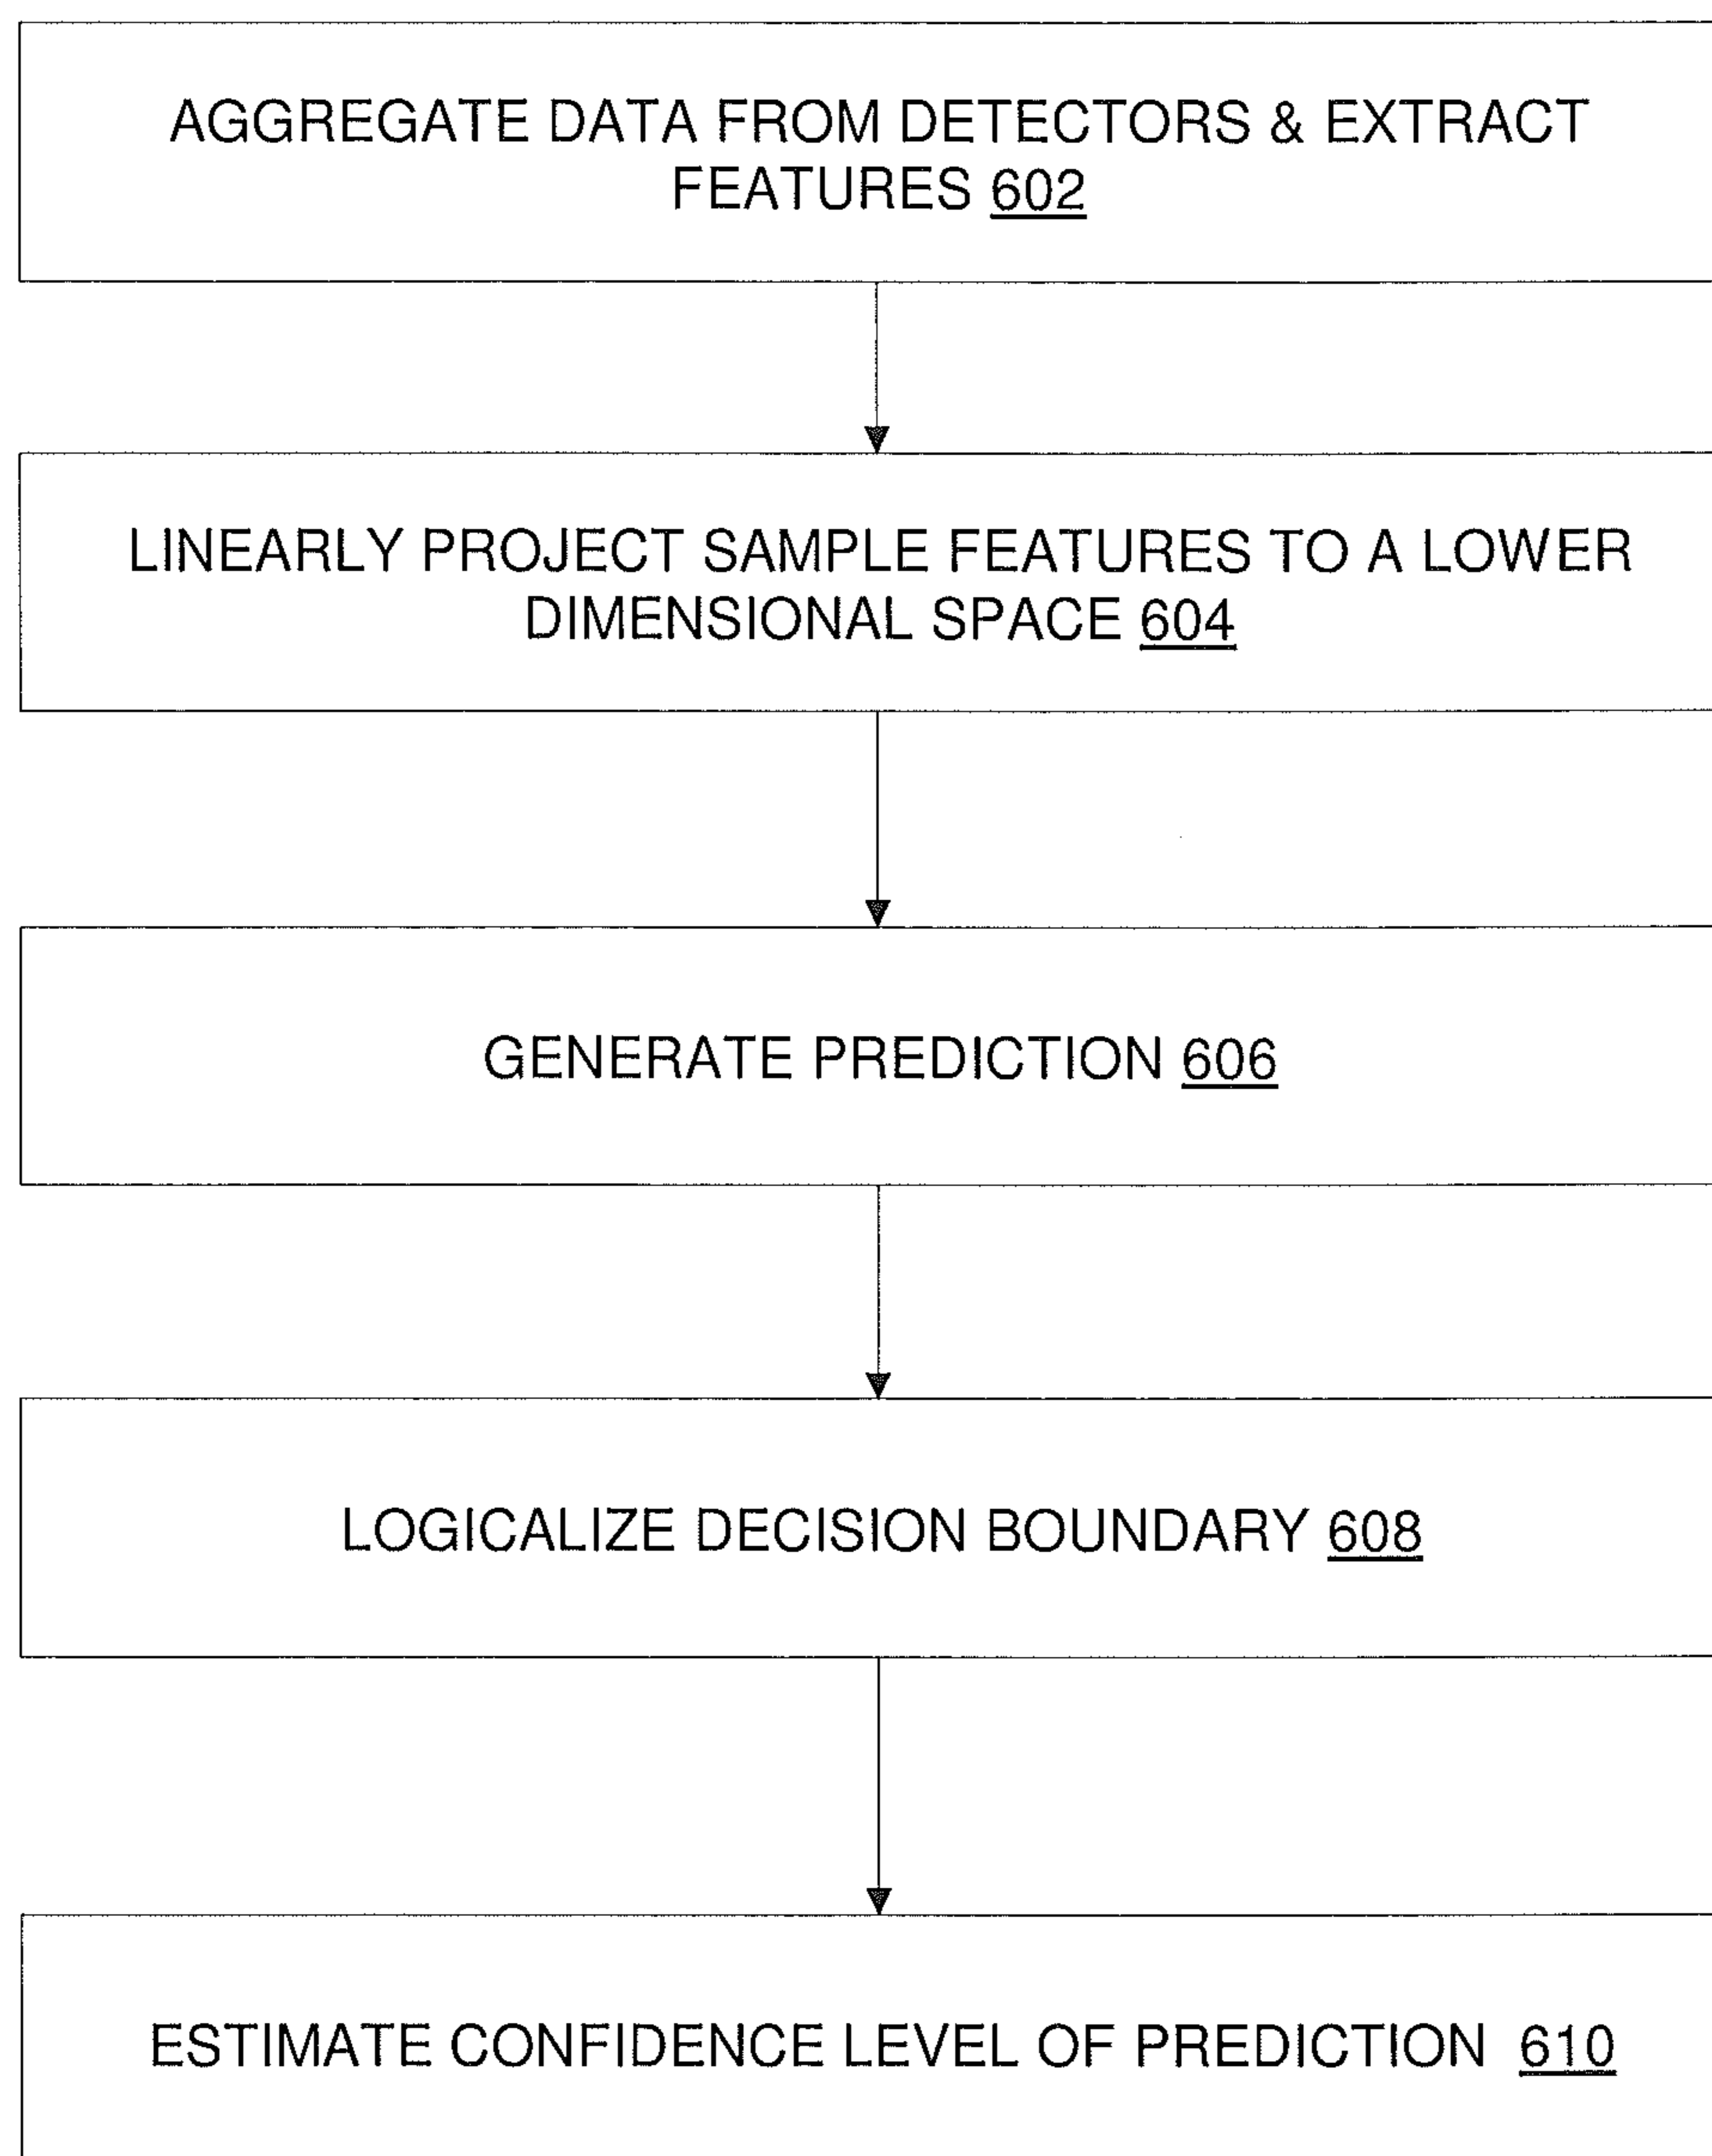 AGGREGATE DATA FROM DETECTORS & EXTRACT
FEATURES 602
LINEARLY PROJECT SAMPLE FEATURES TO A LOWER
DIMENSIONAL SPACE 604
GENERATE PREDICTION 606
LOGICALIZE DECISION BOUNDARY 608
ESTIMATE CONFIDENCE LEVEL OF PREDICTION 610